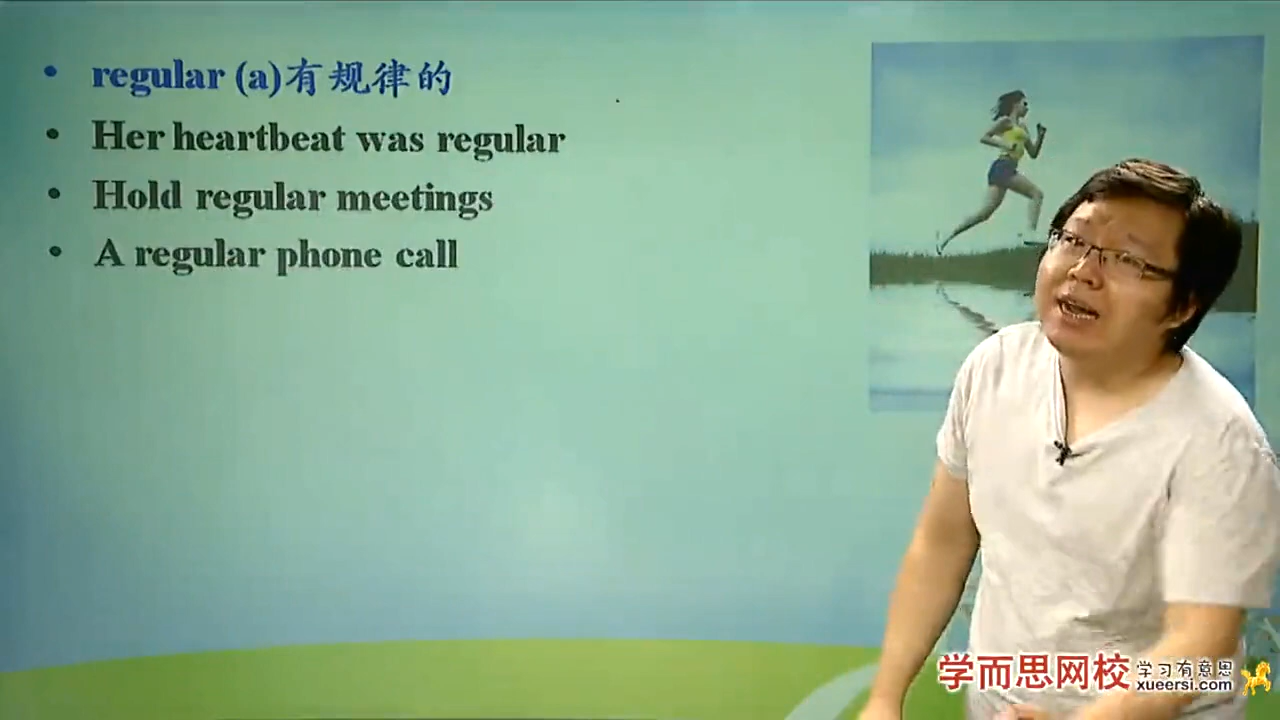 regular (a)有规律的
Her heartbeat was regular
Hold regular meetings
A regular phone call
学而思网校
学习有意思
xueersi.com